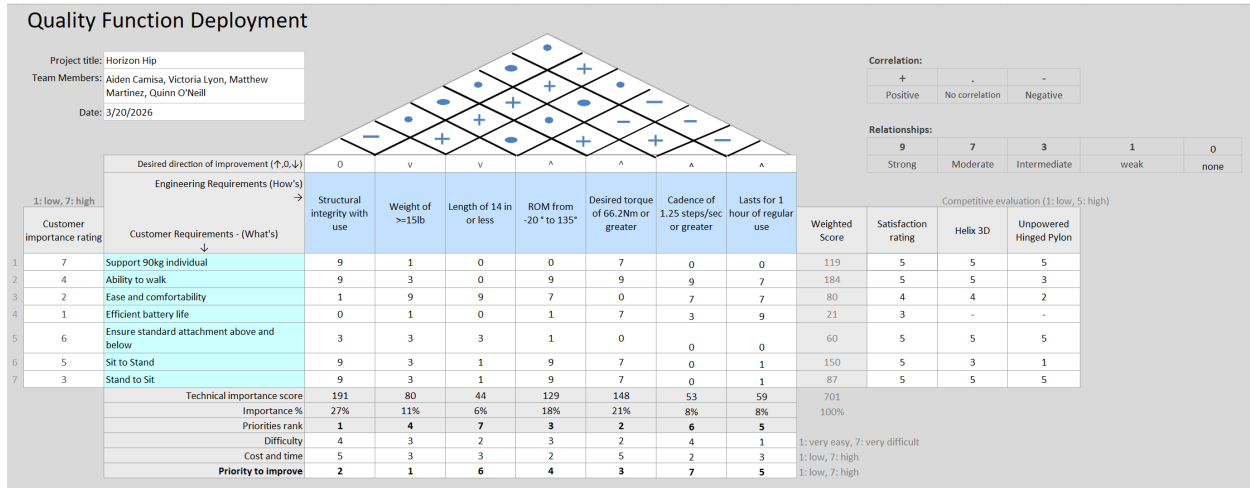 Quality Function Deployment
Project title: Horizon Hip
Team Members: Aiden Camisa, Victoria Lyon, Matthew
Martinez, Quinn O'Neill
Date: 3/20/2026
Correlation:
+ . -
Positive No correlation Negative
Relationships:
9 7 3 1 0
Strong Moderate Intermediate weak none
•
• +
• + •
• + • −
• + • − −
− + • + + −
Desired direction of improvement (↑,0,↓) 0 v v ^ ^ ^ ^
Engineering Requirements (How's)
→
1: low, 7: high
Customer
importance rating
Customer Requirements - (What's)
↓
Structural
integrity with
use
Weight of
>=15lb
Length of 14 in
or less
ROM from
-20 ° to 135°
Desired torque
of 66.2Nm or
greater
Cadence of
1.25 steps/sec
or greater
Lasts for 1
hour of regular
use
Weighted
Score
Competitive evaluation (1: low, 5: high)
Satisfaction
rating
Helix 3D
Unpowered
Hinged Pylon
1 7 Support 90kg individual 9 1 0 0 7 0 0 119 5 5 5
2 4 Ability to walk 9 3 0 9 9 9 7 184 5 5 3
3 2 Ease and comfortability 1 9 9 7 0 7 7 80 4 4 2
4 1 Efficient battery life 0 1 0 1 7 3 9 21 3 - -
5 6 Ensure standard attachment above and
below 3 3 3 1 0 0 0 60 5 5 5
6 5 Sit to Stand 9 3 1 9 7 0 1 150 5 3 1
7 3 Stand to Sit 9 3 1 9 7 0 1 87 5 5 5
Technical importance score 191 80 44 129 148 53 59 701
Importance % 27% 11% 6% 18% 21% 8% 8% 100%
Priorities rank 1 4 7 3 2 6 5
Difficulty 4 3 2 3 2 4 1 1: very easy, 7: very difficult
Cost and time 5 3 3 2 5 2 3 1: low, 7: high
Priority to improve 2 1 6 4 3 7 5 1: low, 7: high